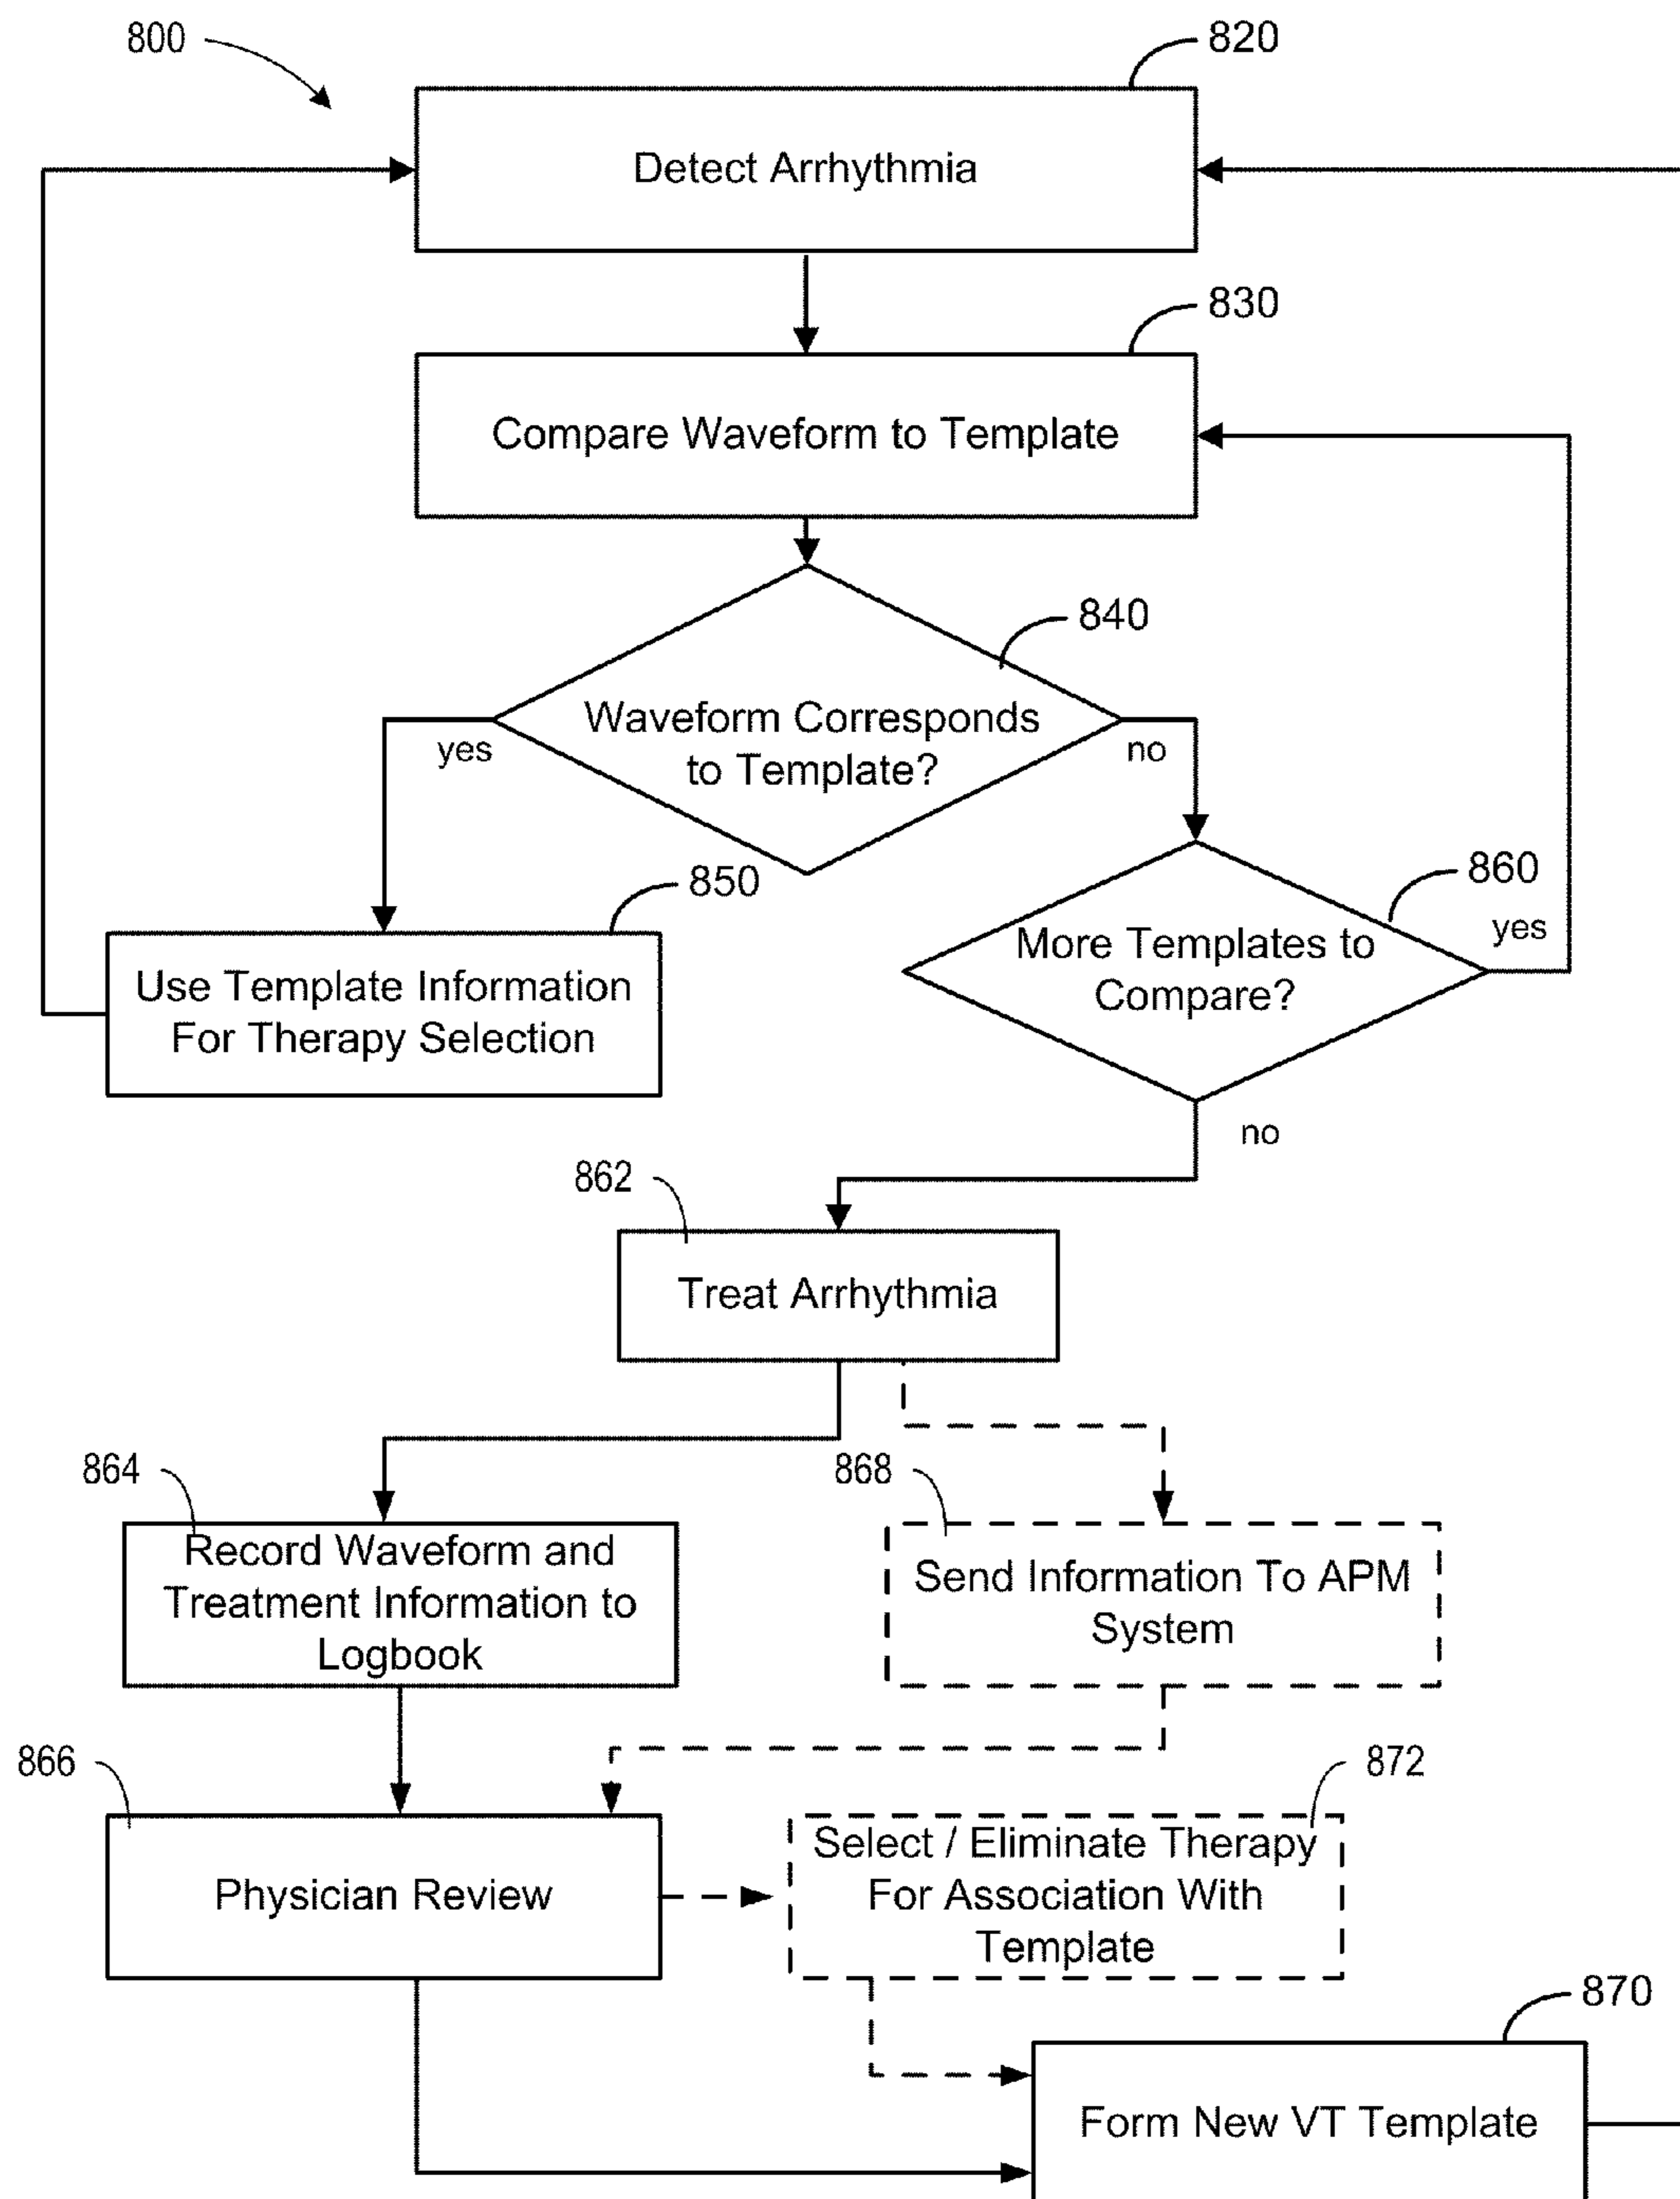 800
820
Detect Arrhythmia
830
Compare Waveform to Template
840
Waveform Corresponds
to Template?
yes
no
850
Use Template Information
For Therapy Selection
860
More Templates to
Compare?
yes
no
862
Treat Arrhythmia
864
Record Waveform and
Treatment Information to
Logbook
868
Send Information To APM
System
866
Physician Review
872
Select / Eliminate Therapy
For Association With
Template
870
Form New VT Template